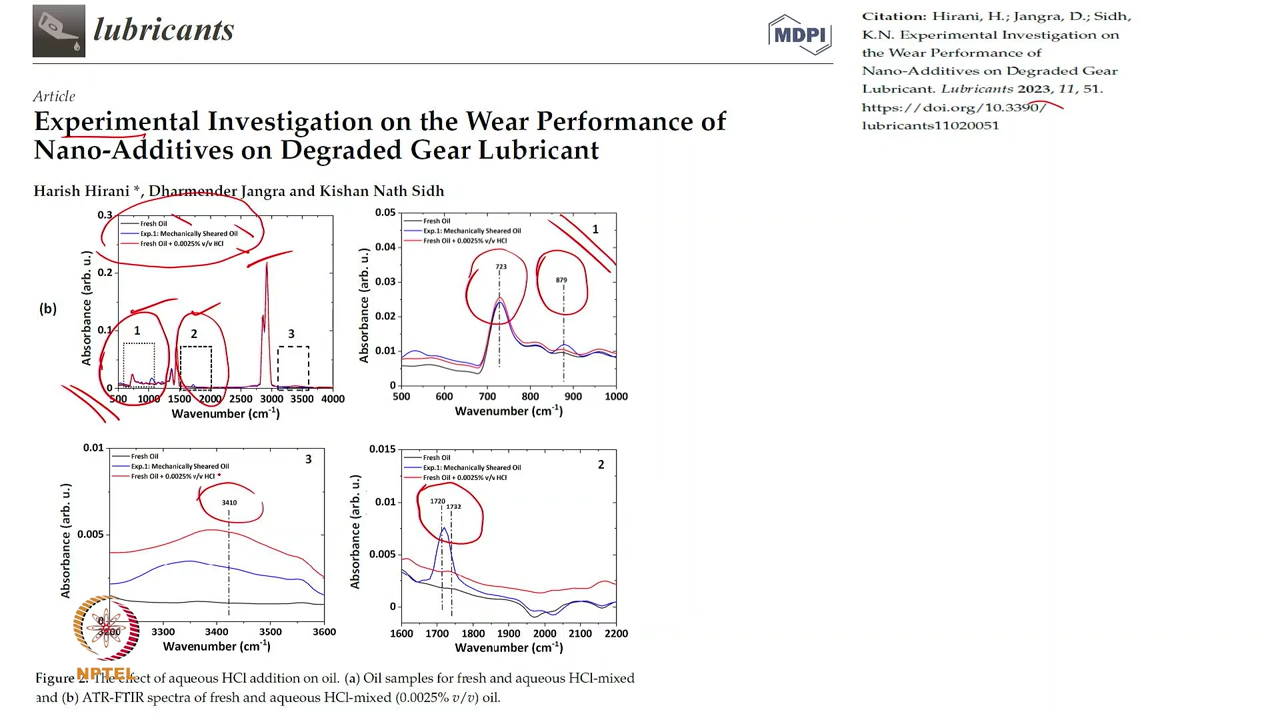 lubricants
MDPI
Citation: Hirani, H.; Jangra, D.; Sidh,
K.N. Experimental Investigation on
the Wear Performance of
Nano-Additives on Degraded Gear
Lubricant. Lubricants 2023, 11, 51.
https://doi.org/10.3390/
lubricants11020051
Article
Experimental Investigation on the Wear Performance of
Nano-Additives on Degraded Gear Lubricant
Harish Hirani *, Dharmender Jangra and Kishan Nath Sidh
(b)
Absorbance (arb. u.)
0.3
0.2
0.1
0
Fresh Oil
Exp.1: Mechanically Sheared Oil
Fresh Oil + 0.0025% v/v HCl
1
2
3
500 1000 1500 2000 2500 3000 3500 4000
Wavenumber (cm-1)
Absorbance (arb. u.)
0.05
0.04
0.03
0.02
0.01
0
Fresh Oil
Exp.1: Mechanically Sheared Oil
Fresh Oil + 0.0025% v/v HCl
1
723
879
500 600 700 800 900 1000
Wavenumber (cm-1)
Absorbance (arb. u.)
0.01
0.005
0
Fresh Oil
Exp.1: Mechanically Sheared Oil
Fresh Oil + 0.0025% v/v HCl
3
3410
3200 3300 3400 3500 3600
Wavenumber (cm-1)
Absorbance (arb. u.)
0.015
0.01
0.005
0
Fresh Oil
Exp.1: Mechanically Sheared Oil
Fresh Oil + 0.0025% v/v HCl
2
1720
1732
1600 1700 1800 1900 2000 2100 2200
Wavenumber (cm-1)
NPTEL
Figure 2. The effect of aqueous HCl addition on oil. (a) Oil samples for fresh and aqueous HCl-mixed
and (b) ATR-FTIR spectra of fresh and aqueous HCl-mixed (0.0025% v/v) oil.